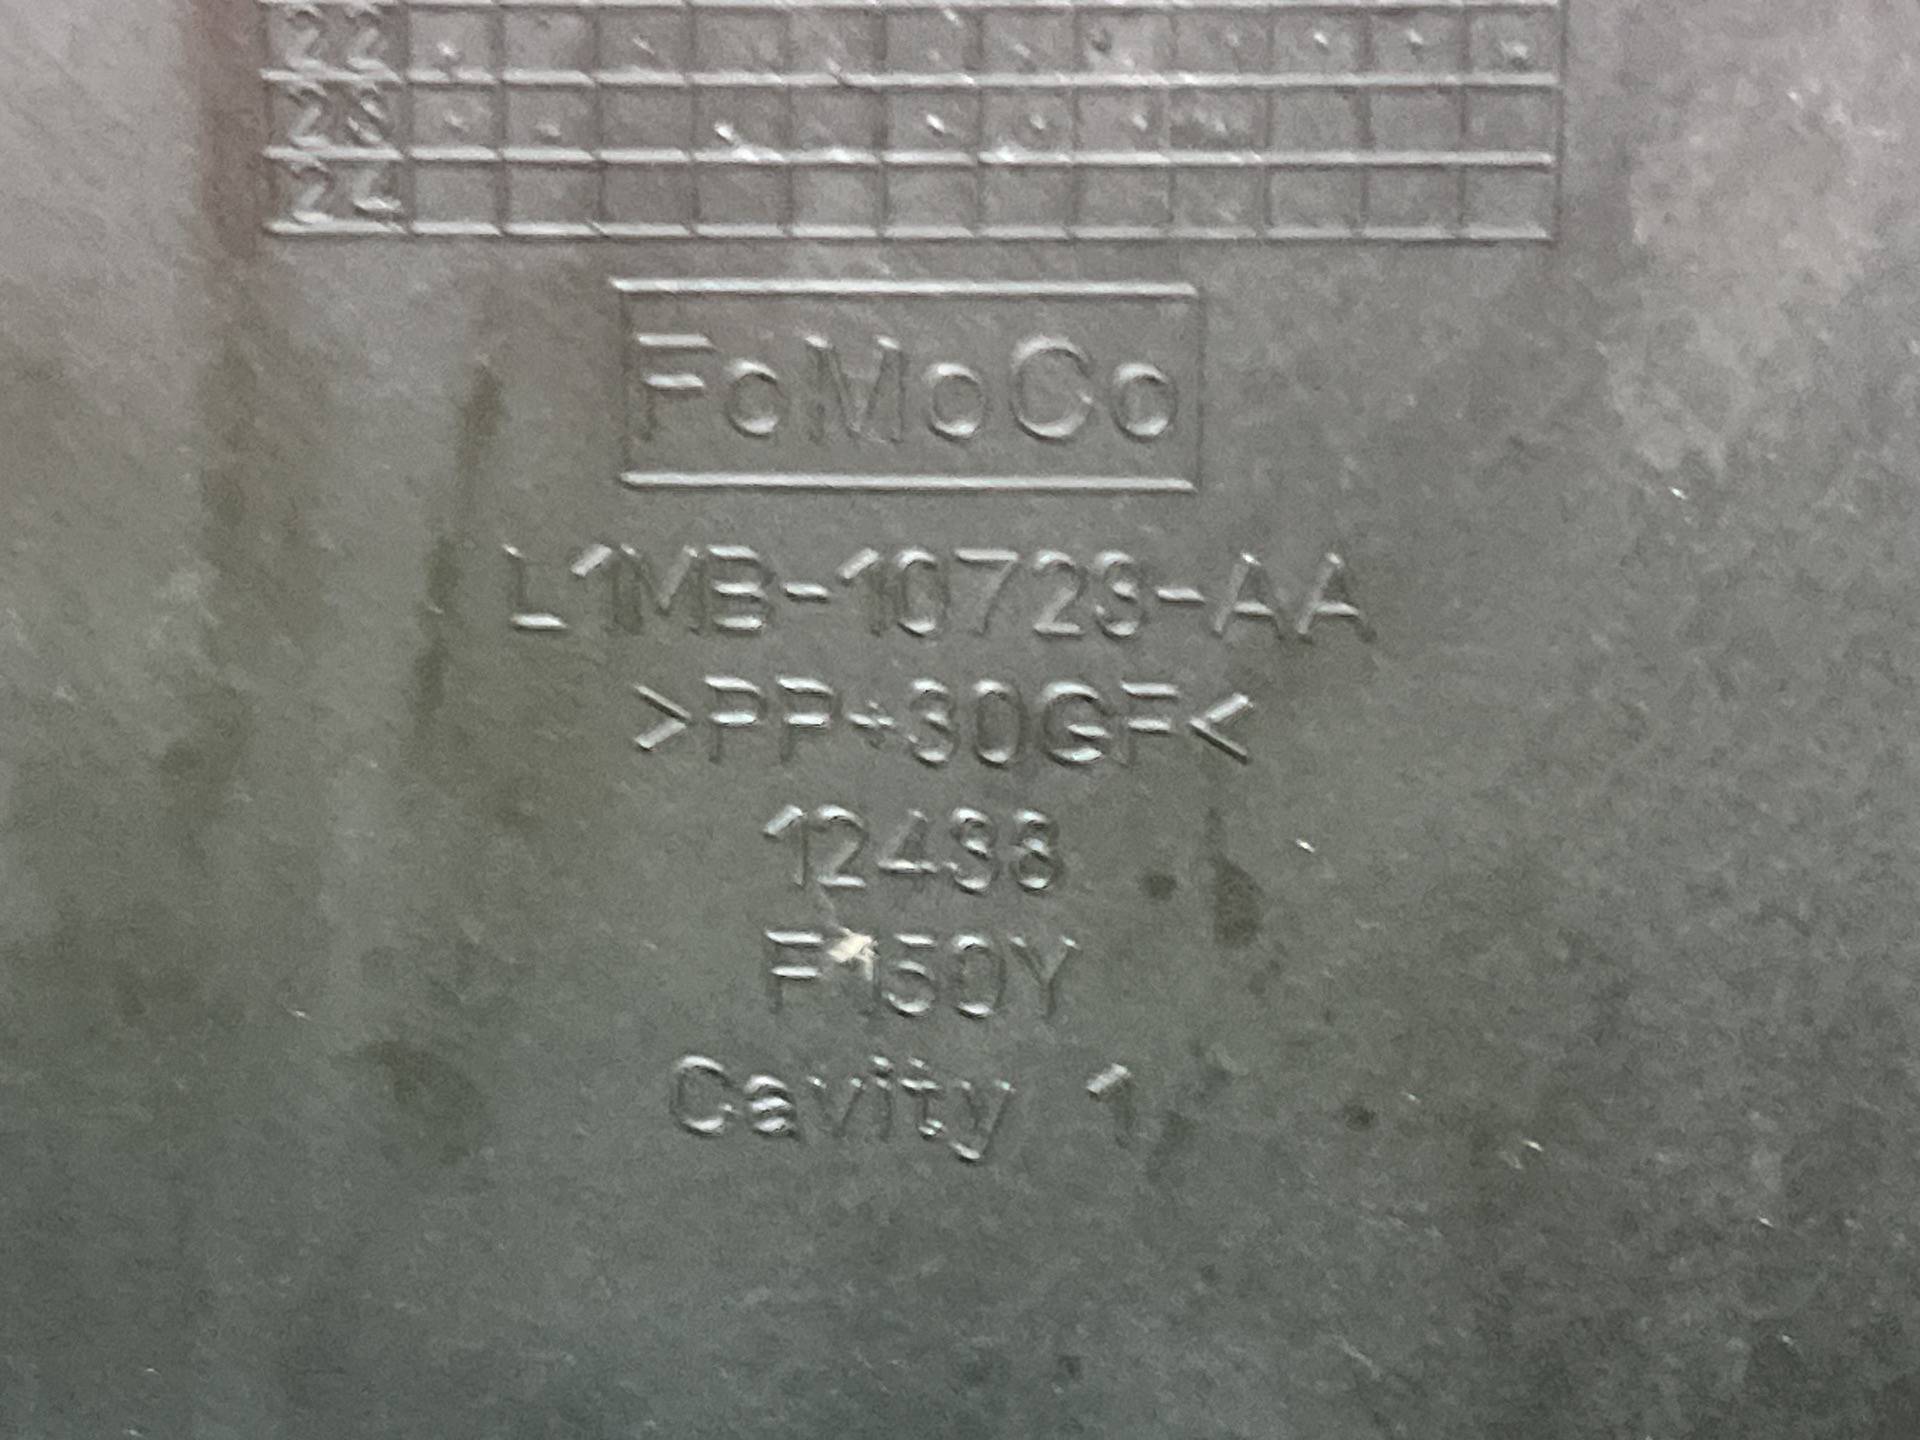 22
23
24
FoMoCo
L1MB-10723-AA
>PP+30GF<
12438
F150Y
Cavity 1